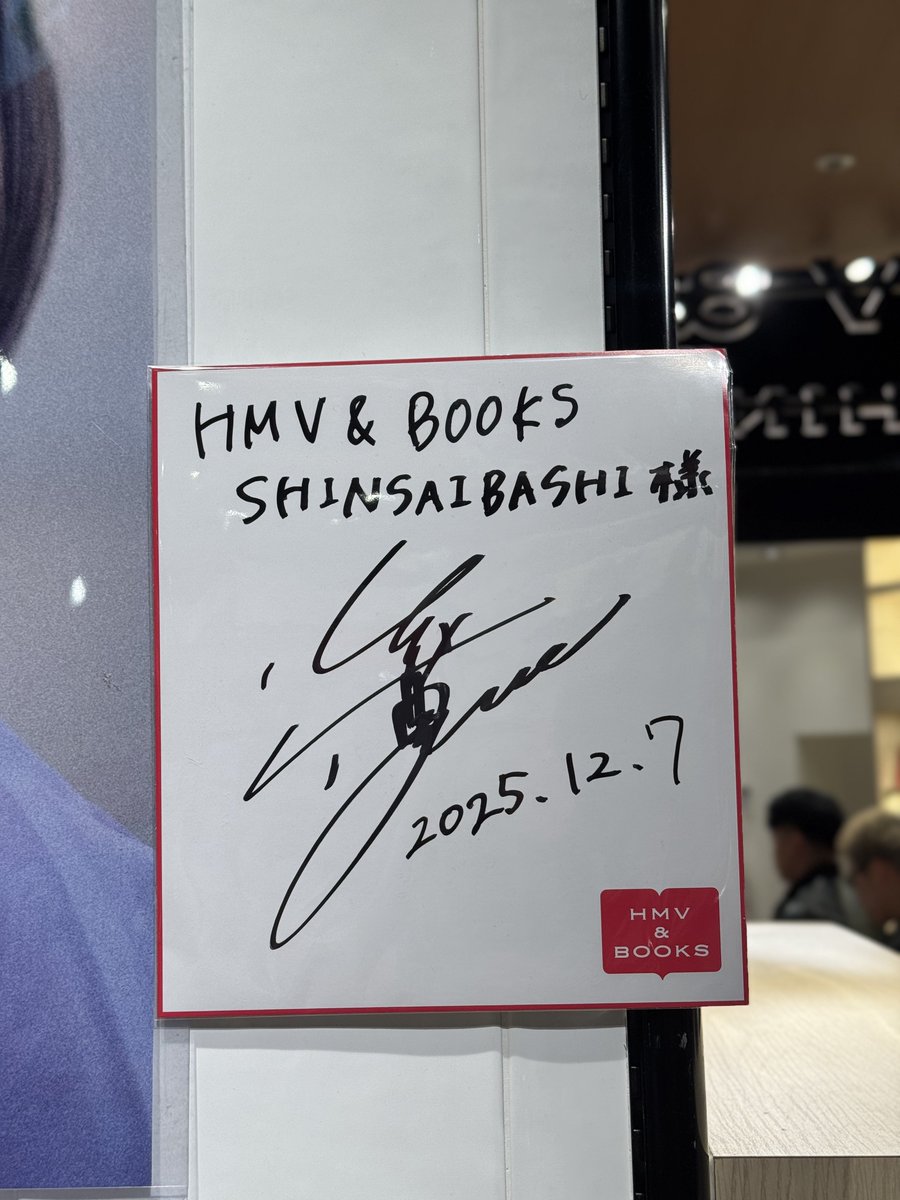 HMV & BOOKS
SHINSAIBASHI 様
2025.12.7
HMV
&
BOOKS